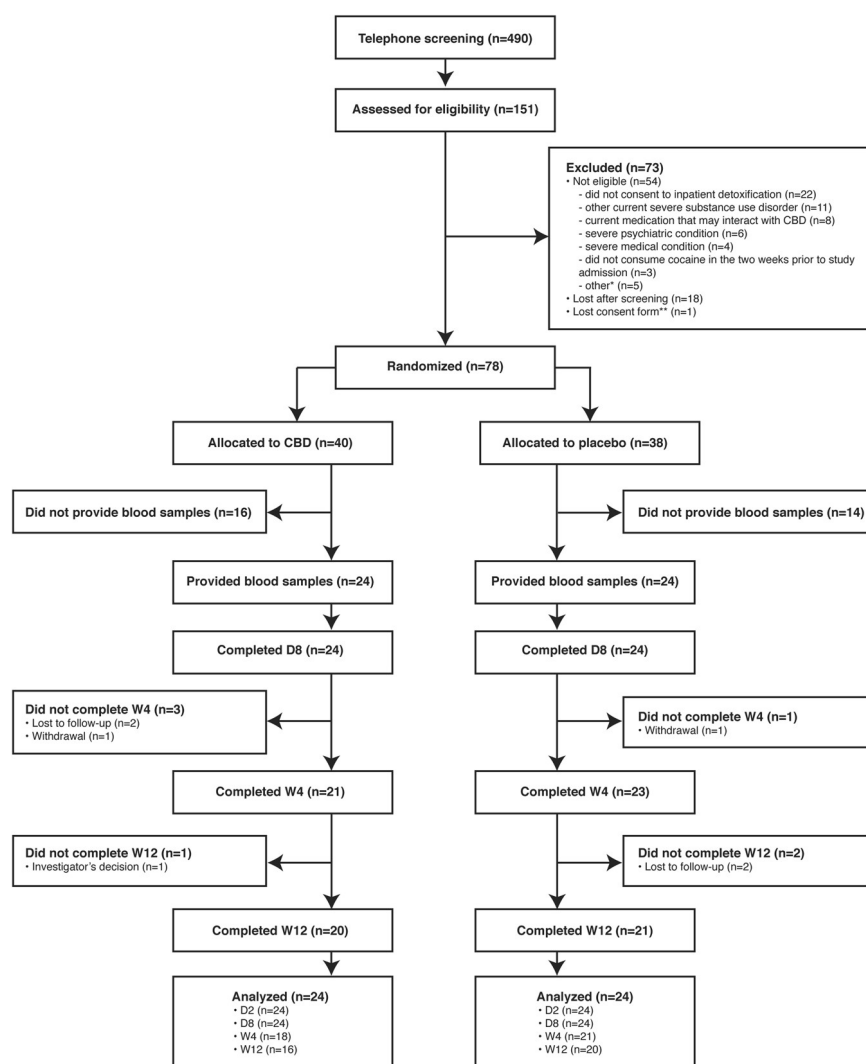 Telephone screening (n=490)
Assessed for eligibility (n=151)
Excluded (n=73)
• Not eligible (n=54)
- did not consent to inpatient detoxification (n=22)
- other current severe substance use disorder (n=11)
- current medication that may interact with CBD (n=8)
- severe psychiatric condition (n=6)
- severe medical condition (n=4)
- did not consume cocaine in the two weeks prior to study
admission (n=3)
- other* (n=5)
• Lost after screening (n=18)
• Lost consent form** (n=1)
Randomized (n=78)
Allocated to CBD (n=40)
Allocated to placebo (n=38)
Did not provide blood samples (n=16)
Did not provide blood samples (n=14)
Provided blood samples (n=24)
Provided blood samples (n=24)
Completed D8 (n=24)
Completed D8 (n=24)
Did not complete W4 (n=3)
• Lost to follow-up (n=2)
• Withdrawal (n=1)
Did not complete W4 (n=1)
• Withdrawal (n=1)
Completed W4 (n=21)
Completed W4 (n=23)
Did not complete W12 (n=1)
• Investigator's decision (n=1)
Did not complete W12 (n=2)
• Lost to follow-up (n=2)
Completed W12 (n=20)
Completed W12 (n=21)
Analyzed (n=24)
• D2 (n=24)
• D8 (n=24)
• W4 (n=18)
• W12 (n=16)
Analyzed (n=24)
• D2 (n=24)
• D8 (n=24)
• W4 (n=21)
• W12 (n=20)